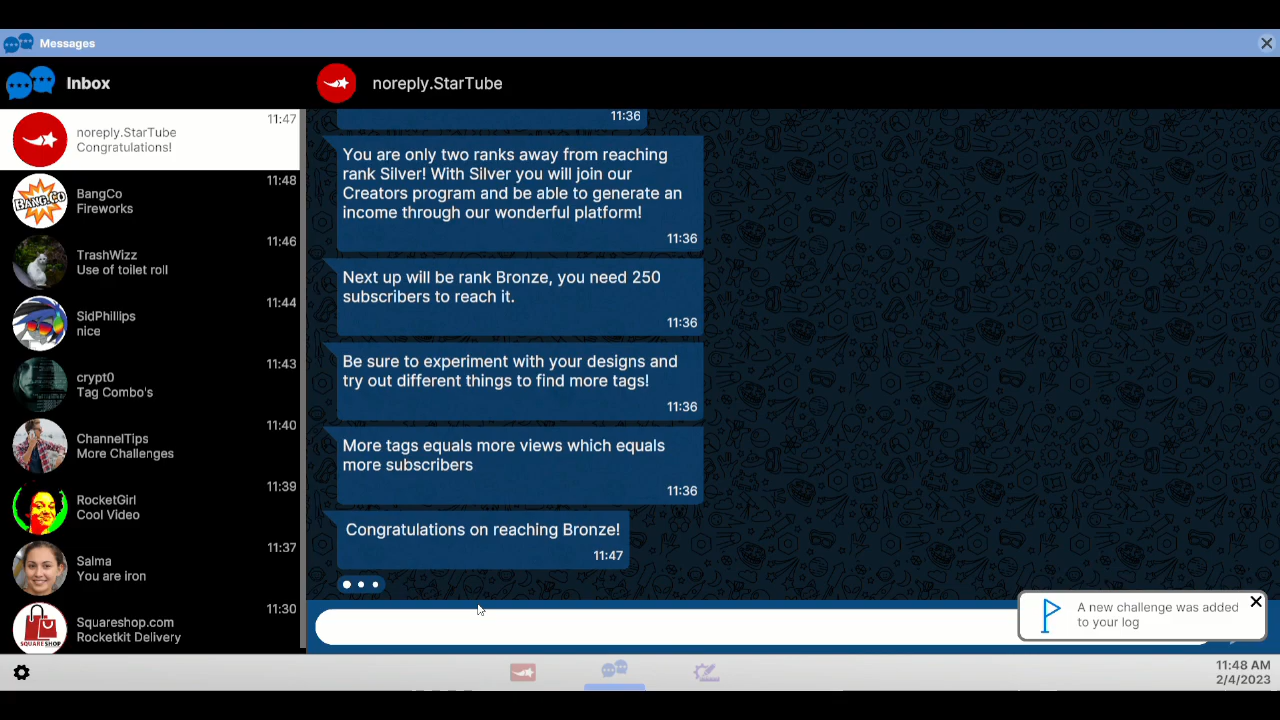 Messages
Inbox
noreply.StarTube
11:47
noreply.StarTube
Congratulations!
11:48
BANG.CO
BangCo
Fireworks
11:46
TrashWizz
Use of toilet roll
11:44
SidPhillips
nice
11:43
crypt0
Tag Combo's
11:40
ChannelTips
More Challenges
11:39
RocketGirl
Cool Video
11:37
Salma
You are iron
11:30
SQUARE SHOP
Squareshop.com
Rocketkit Delivery
11:36
You are only two ranks away from reaching
rank Silver! With Silver you will join our
Creators program and be able to generate an
income through our wonderful platform!
11:36
Next up will be rank Bronze, you need 250
subscribers to reach it.
11:36
Be sure to experiment with your designs and
try out different things to find more tags!
11:36
More tags equals more views which equals
more subscribers
11:36
Congratulations on reaching Bronze!
11:47
A new challenge was added
to your log
11:48 AM
2/4/2023